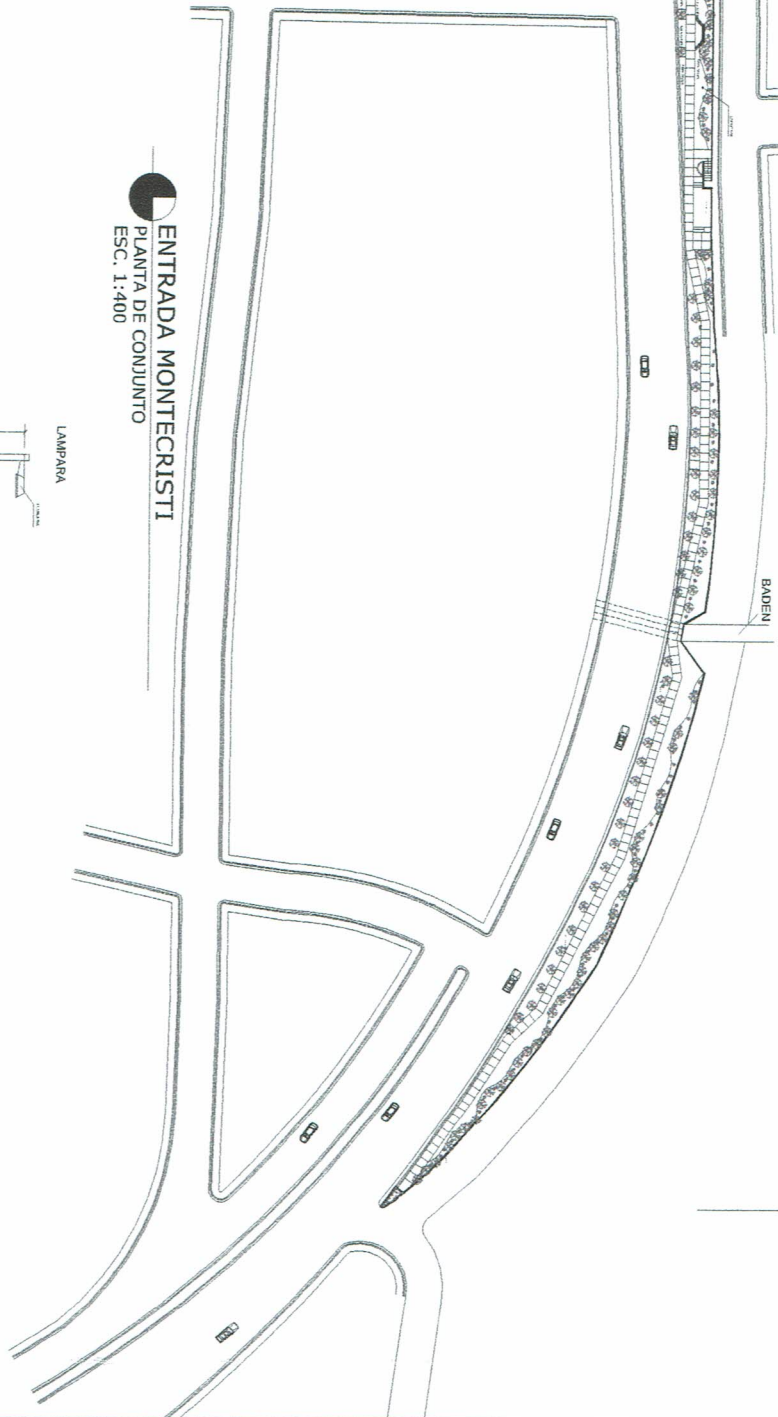 ENTRADA MONTECRISTI
PLANTA DE CONJUNTO
ESC. 1:400
LAMPARA
BADEN